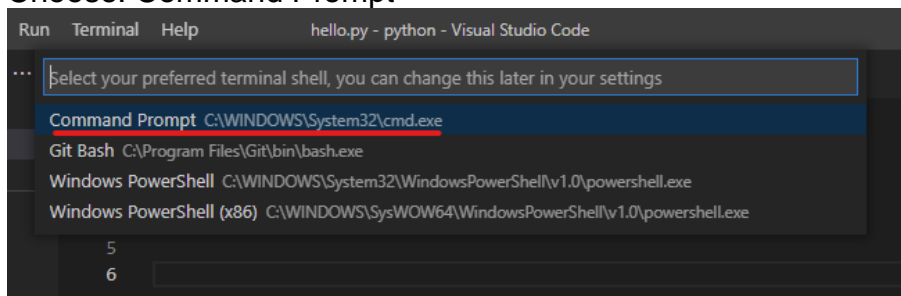 Choose: Command Prompt
Run Terminal Help hello.py - python - Visual Studio Code
... Select your preferred terminal shell, you can change this later in your settings
Command Prompt C:\WINDOWS\System32\cmd.exe
Git Bash C:\Program Files\Git\bin\bash.exe
Windows PowerShell C:\WINDOWS\System32\WindowsPowerShell\v1.0\powershell.exe
Windows PowerShell (x86) C:\WINDOWS\SysWOW64\WindowsPowerShell\v1.0\powershell.exe
5
6